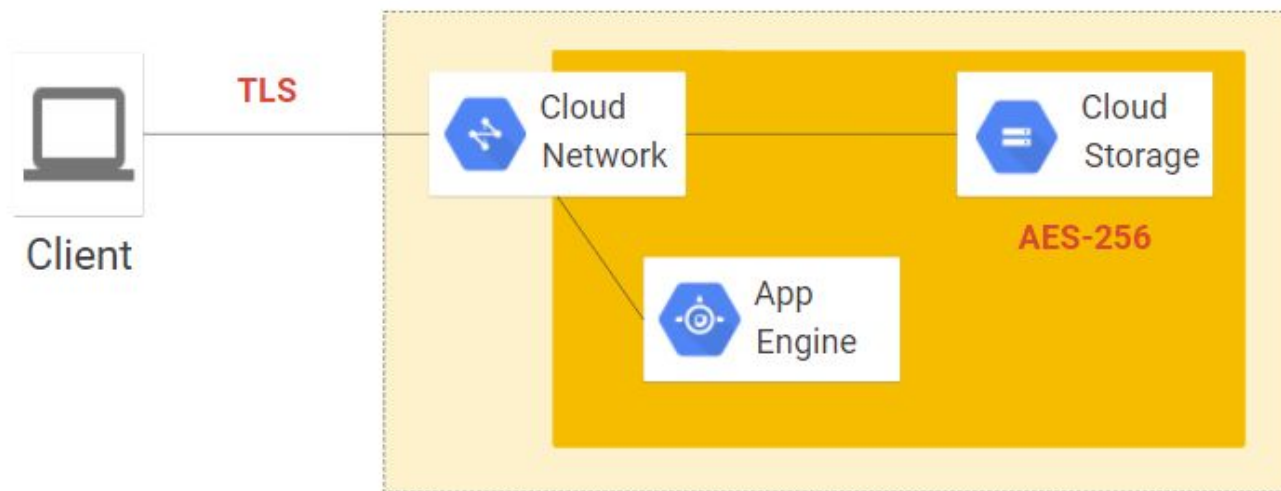 TLS
Client
Cloud
Network
Cloud
Storage
AES-256
App
Engine